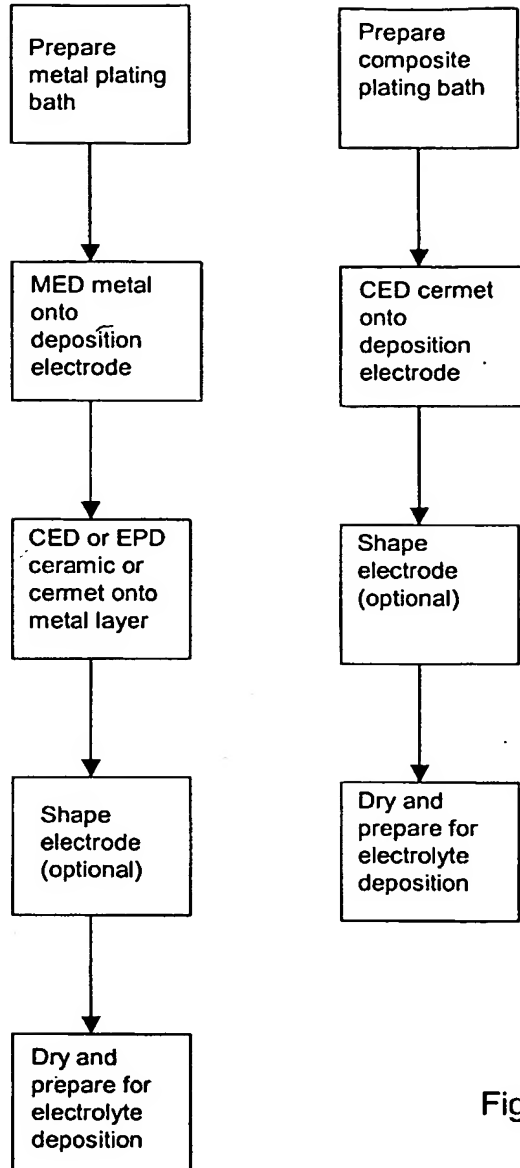 Prepare
metal plating
bath
MED metal
onto
deposition
electrode
CED or EPD
ceramic or
cermet onto
metal layer
Shape
electrode
(optional)
Dry and
prepare for
electrolyte
deposition
Prepare
composite
plating bath
CED cermet
onto
deposition
electrode
Shape
electrode
(optional)
Dry and
prepare for
electrolyte
deposition
Fig